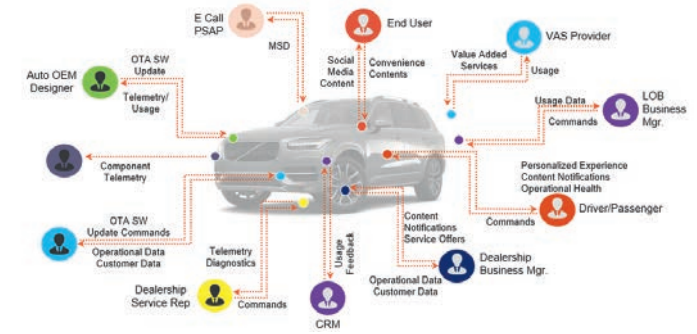 E Call
PSAP
MSD
End User
Social
Media
Content
Convenience
Contents
VAS Provider
Value Added
Services
Usage
Auto OEM
Designer
OTA SW
Update
Telemetry/
Usage
Usage Data
Commands
LOB
Business
Mgr.
Component
Telemetry
Personalized Experience
Content Notifications
Operational Health
Commands
Driver/Passenger
OTA SW
Update Commands
Operational Data
Customer Data
Telemetry
Diagnostics
Commands
Dealership
Service Rep
Usage
Feedback
CRM
Content
Notifications
Service Offers
Operational Data
Customer Data
Dealership
Business Mgr.